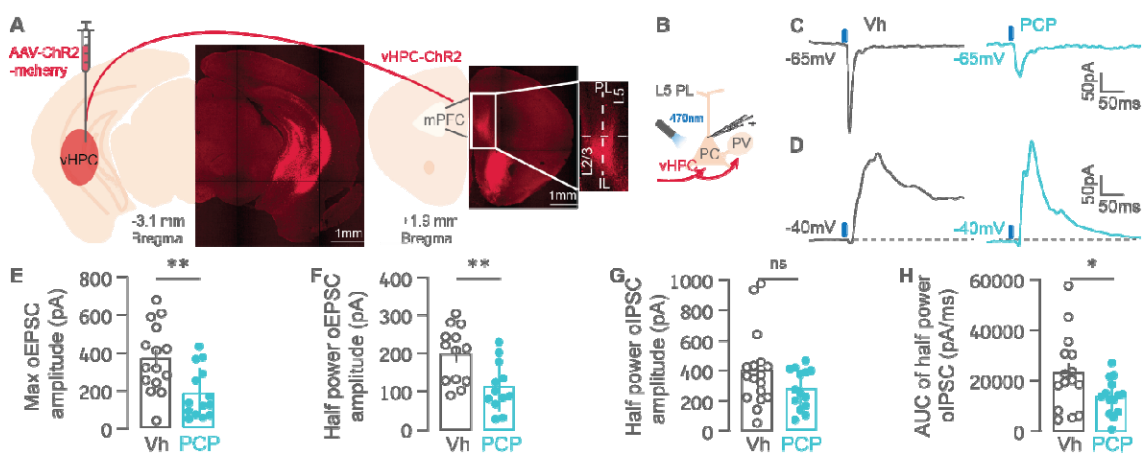 A
AAV-ChR2
-mcherry
vHPC
-3.1 mm
Bregma
1mm
vHPC-ChR2
mPFC
+1.9 mm
Bregma
1mm
PL
L5
L2/3
IL
B
L5 PL
470nm
PC
PV
vHPC
C
Vh
PCP
-65mV
-65mV
50pA
50ms
D
-40mV
-40mV
50pA
50ms
E
**
Max oEPSC
amplitude (pA)
800
600
400
200
0
Vh PCP
F
**
Half power oEPSC
amplitude (pA)
400
300
200
100
0
Vh PCP
G
ns
Half power oIPSC
amplitude (pA)
1000
800
600
400
200
0
Vh PCP
H
*
AUC of half power
oIPSC (pA/ms)
60000
40000
20000
0
Vh PCP